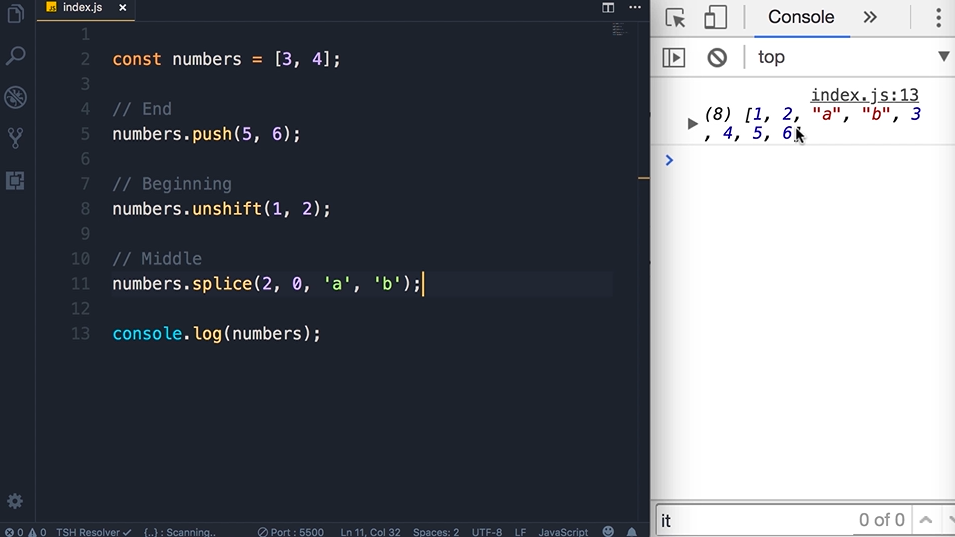 index.js
1
2 const numbers = [3, 4];
3
4 // End
5 numbers.push(5, 6);
6
7 // Beginning
8 numbers.unshift(1, 2);
9
10 // Middle
11 numbers.splice(2, 0, 'a', 'b');
12
13 console.log(numbers);
0 0 TSH Resolver {..} : Scanning.. Port : 5500 Ln 11, Col 32 Spaces: 2 UTF-8 LF JavaScript
Console
top
index.js:13
(8) [1, 2, "a", "b", 3
, 4, 5, 6]
it 0 of 0